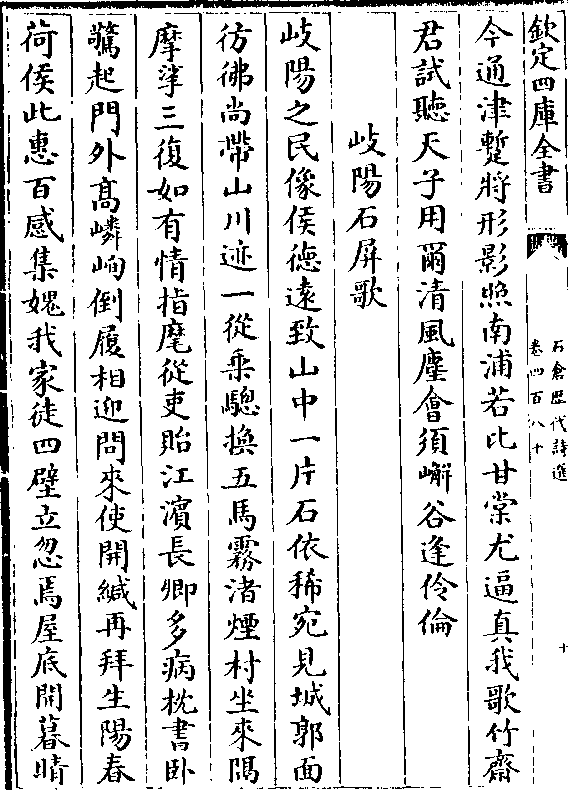 欽定四庫全書
石倉歷代詩選
卷四百八十
十
今通津蹔將形影照南浦若比甘棠尤逼真我歌竹齋
君試聽天子用爾清風塵會須嶰谷逢伶倫
岐陽石屏歌
岐陽之民像侯德遠致山中一片石依稀宛見城郭面
彷彿尚帶山川迹一從乘驄換五馬霧渚煙村坐來隔
摩挲三復如有情指麾從吏貽江濱長卿多病枕書卧
驚起門外髙嶙峋倒履相迎問來使開緘再拜生陽春
荷侯此惠百感集媿我家徒四壁立忽焉屋底開暮晴